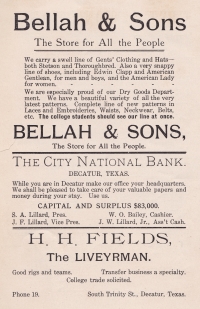 Bellah & Sons
The Store for All the People
We carry a swell line of Gents' Clothing and Hats—
both Stetson and Thoroughbred. Also a very snappy
line of shoes, including Edwin Clapp and American
Gentleman, for men and boys, and the American Lady
for women.
We are especially proud of our Dry Goods Depart-
ment. We have a beautiful variety of all the very
latest patterns. Complete line of new patterns in
Laces and Embroideries, Waists, Neckwear, Belts,
etc. The college students should see our line at once.
BELLAH & SONS,
The Store for All the People.
THE CITY NATIONAL BANK.
DECATUR, TEXAS.
While you are in Decatur make our office your headquarters.
We shall be pleased to take care of your valuable papers and
money during your stay. Use us.
CAPITAL AND SURPLUS $83,000.
S. A. Lillard, Pres. W. O. Bailey, Cashier.
J. F. Lillard, Vice Pres. J. W. Lillard, Jr., Ass't Cash.
H. H. FIELDS,
The LIVEYRMAN.
Good rigs and teams. Transfer business a specialty.
College trade solicited.
Phone 19. South Trinity St., Decatur, Texas.